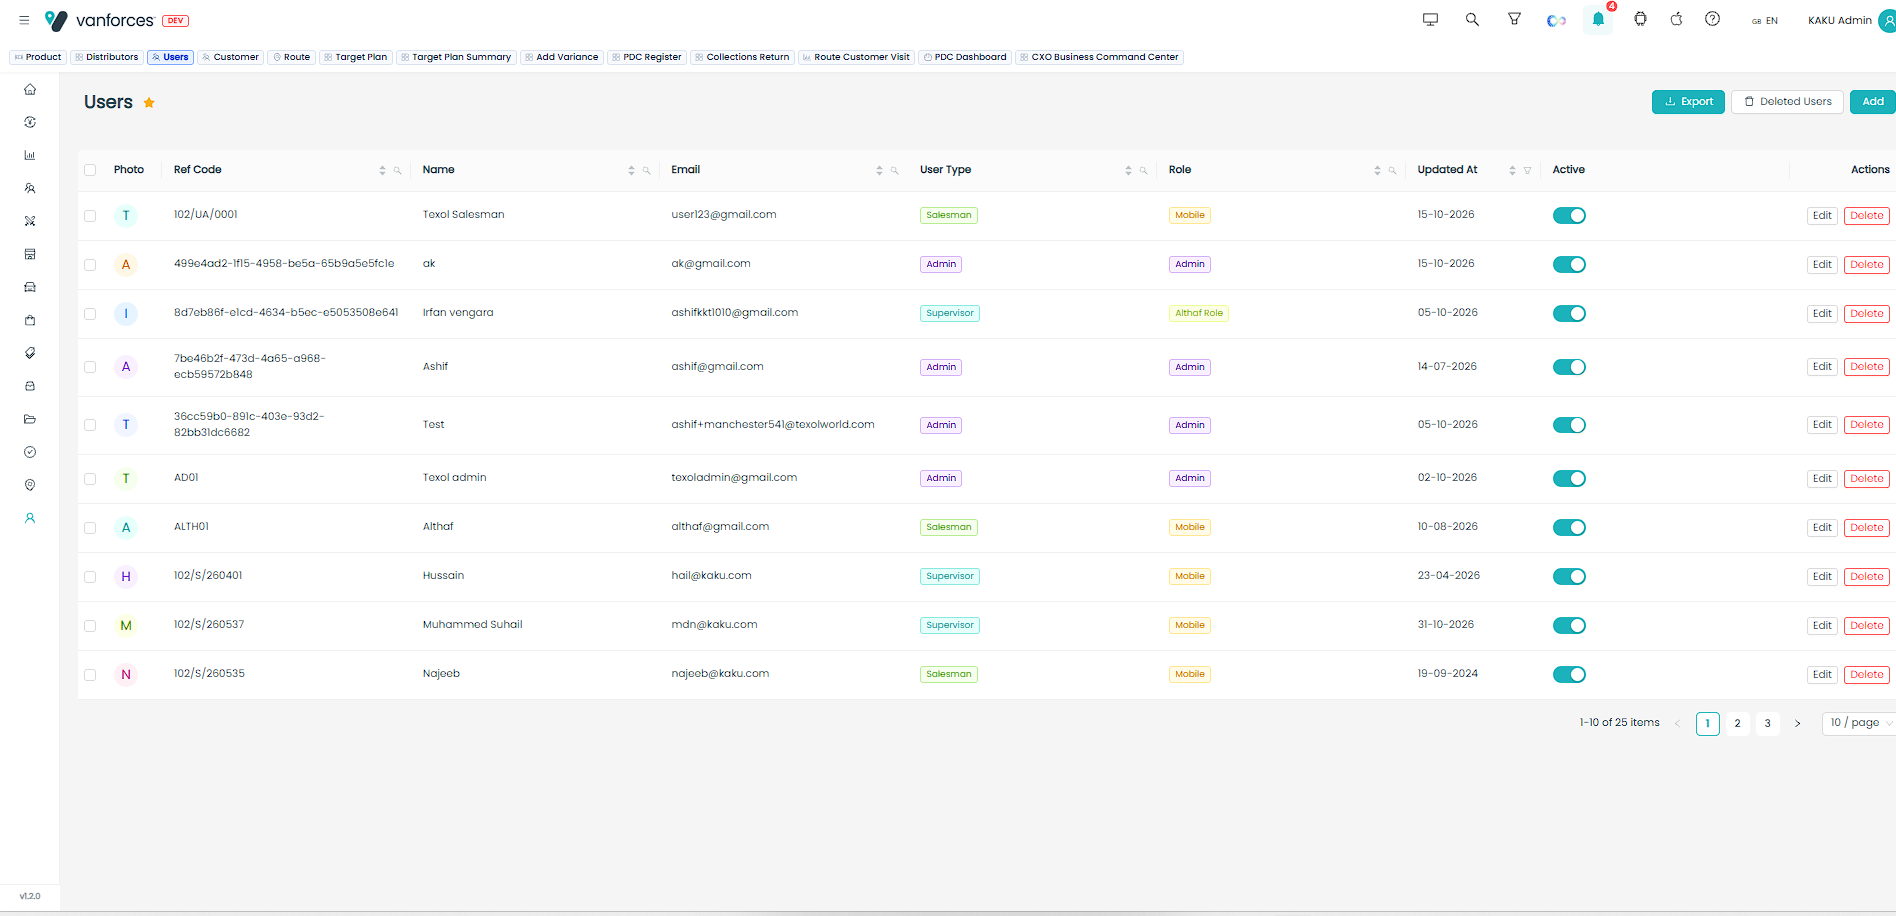 vanforces DEV
4
GB EN
KAKU Admin
Product Distributors Users Customer Route Target Plan Target Plan Summary Add Variance PDC Register Collections Return Route Customer Visit PDC Dashboard CXO Business Command Center
Users
Export Deleted Users Add
Photo Ref Code Name Email User Type Role Updated At Active Actions
T 102/UA/0001 Texol Salesman user123@gmail.com Salesman Mobile 15-10-2026 Edit Delete
A 499e4ad2-1f15-4958-be5a-65b9a5e5fc1e ak ak@gmail.com Admin Admin 15-10-2026 Edit Delete
I 8d7eb86f-e1cd-4634-b5ec-e5053508e641 Irfan vengara ashifkkt1010@gmail.com Supervisor Althaf Role 05-10-2026 Edit Delete
A 7be46b2f-473d-4a65-a968-
ecb59572b848 Ashif ashif@gmail.com Admin Admin 14-07-2026 Edit Delete
T 36cc59b0-891c-403e-93d2-
82bb31dc6682 Test ashif+manchester541@texolworld.com Admin Admin 05-10-2026 Edit Delete
T AD01 Texol admin texoladmin@gmail.com Admin Admin 02-10-2026 Edit Delete
A ALTH01 Althaf althaf@gmail.com Salesman Mobile 10-08-2026 Edit Delete
H 102/S/260401 Hussain hail@kaku.com Supervisor Mobile 23-04-2026 Edit Delete
M 102/S/260537 Muhammed Suhail mdn@kaku.com Supervisor Mobile 31-10-2026 Edit Delete
N 102/S/260535 Najeeb najeeb@kaku.com Salesman Mobile 19-09-2024 Edit Delete
1-10 of 25 items < 1 2 3 > 10 / page
v1.2.0